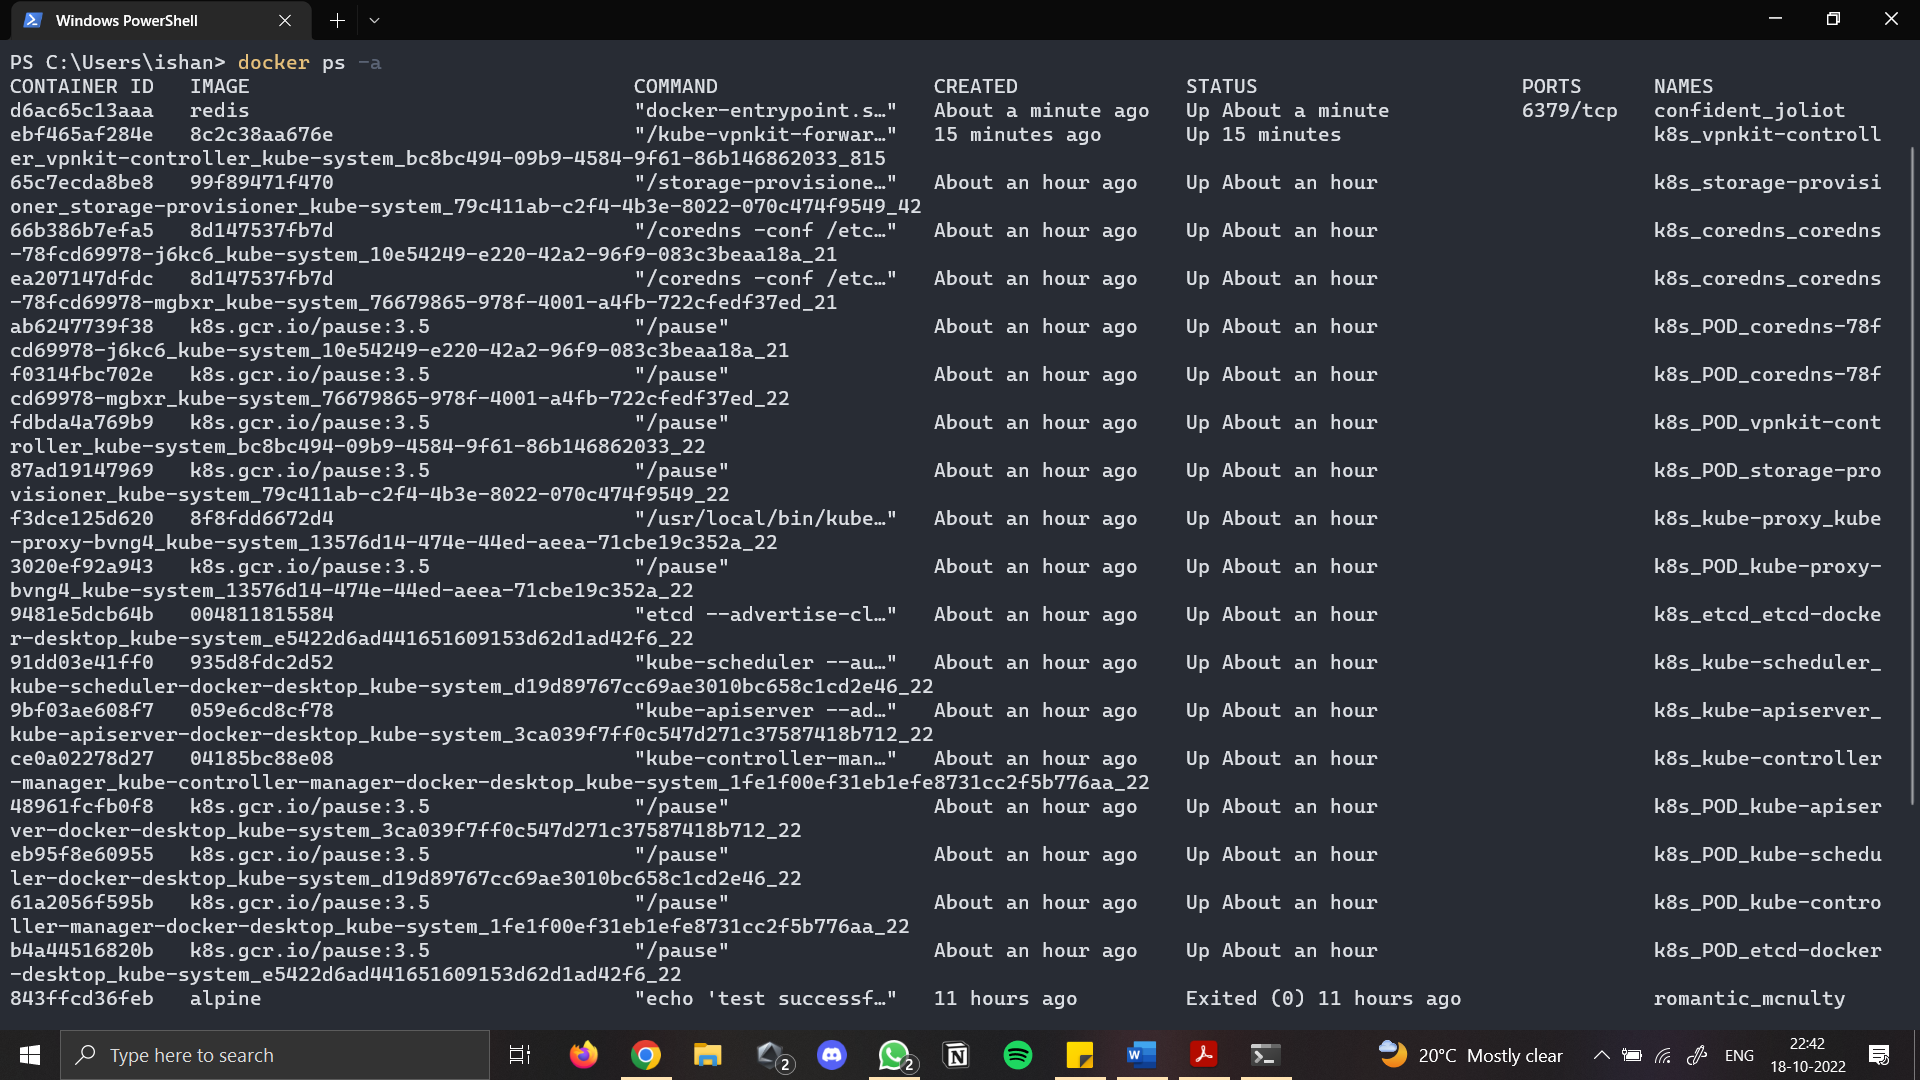 Windows PowerShell
PS C:\Users\ishan> docker ps -a
CONTAINER ID   IMAGE                                COMMAND                  CREATED              STATUS                      PORTS      NAMES
d6ac65c13aaa   redis                                "docker-entrypoint.s…"   About a minute ago   Up About a minute           6379/tcp   confident_joliot
ebf465af284e   8c2c38aa676e                         "/kube-vpnkit-forwar…"   15 minutes ago       Up 15 minutes                          k8s_vpnkit-controll
er_vpnkit-controller_kube-system_bc8bc494-09b9-4584-9f61-86b146862033_815
65c7ecda8be8   99f89471f470                         "/storage-provisione…"   About an hour ago    Up About an hour                       k8s_storage-provisi
oner_storage-provisioner_kube-system_79c411ab-c2f4-4b3e-8022-070c474f9549_42
66b386b7efa5   8d147537fb7d                         "/coredns -conf /etc…"   About an hour ago    Up About an hour                       k8s_coredns_coredns
-78fcd69978-j6kc6_kube-system_10e54249-e220-42a2-96f9-083c3beaa18a_21
ea207147dfdc   8d147537fb7d                         "/coredns -conf /etc…"   About an hour ago    Up About an hour                       k8s_coredns_coredns
-78fcd69978-mgbxr_kube-system_76679865-978f-4001-a4fb-722cfedf37ed_21
ab6247739f38   k8s.gcr.io/pause:3.5                 "/pause"                 About an hour ago    Up About an hour                       k8s_POD_coredns-78f
cd69978-j6kc6_kube-system_10e54249-e220-42a2-96f9-083c3beaa18a_21
f0314fbc702e   k8s.gcr.io/pause:3.5                 "/pause"                 About an hour ago    Up About an hour                       k8s_POD_coredns-78f
cd69978-mgbxr_kube-system_76679865-978f-4001-a4fb-722cfedf37ed_22
fdbda4a769b9   k8s.gcr.io/pause:3.5                 "/pause"                 About an hour ago    Up About an hour                       k8s_POD_vpnkit-cont
roller_kube-system_bc8bc494-09b9-4584-9f61-86b146862033_22
87ad19147969   k8s.gcr.io/pause:3.5                 "/pause"                 About an hour ago    Up About an hour                       k8s_POD_storage-pro
visioner_kube-system_79c411ab-c2f4-4b3e-8022-070c474f9549_22
f3dce125d620   8f8fdd6672d4                         "/usr/local/bin/kube…"   About an hour ago    Up About an hour                       k8s_kube-proxy_kube
-proxy-bvng4_kube-system_13576d14-474e-44ed-aeea-71cbe19c352a_22
3020ef92a943   k8s.gcr.io/pause:3.5                 "/pause"                 About an hour ago    Up About an hour                       k8s_POD_kube-proxy-
bvng4_kube-system_13576d14-474e-44ed-aeea-71cbe19c352a_22
9481e5dcb64b   004811815584                         "etcd --advertise-cl…"   About an hour ago    Up About an hour                       k8s_etcd_etcd-docke
r-desktop_kube-system_e5422d6ad441651609153d62d1ad42f6_22
91dd03e41ff0   935d8fdc2d52                         "kube-scheduler --au…"   About an hour ago    Up About an hour                       k8s_kube-scheduler_
kube-scheduler-docker-desktop_kube-system_d19d89767cc69ae3010bc658c1cd2e46_22
9bf03ae608f7   059e6cd8cf78                         "kube-apiserver --ad…"   About an hour ago    Up About an hour                       k8s_kube-apiserver_
kube-apiserver-docker-desktop_kube-system_3ca039f7ff0c547d271c37587418b712_22
ce0a02278d27   04185bc88e08                         "kube-controller-man…"   About an hour ago    Up About an hour                       k8s_kube-controller
-manager_kube-controller-manager-docker-desktop_kube-system_1fe1f00ef31eb1efe8731cc2f5b776aa_22
48961fcfb0f8   k8s.gcr.io/pause:3.5                 "/pause"                 About an hour ago    Up About an hour                       k8s_POD_kube-apiser
ver-docker-desktop_kube-system_3ca039f7ff0c547d271c37587418b712_22
eb95f8e60955   k8s.gcr.io/pause:3.5                 "/pause"                 About an hour ago    Up About an hour                       k8s_POD_kube-schedu
ler-docker-desktop_kube-system_d19d89767cc69ae3010bc658c1cd2e46_22
61a2056f595b   k8s.gcr.io/pause:3.5                 "/pause"                 About an hour ago    Up About an hour                       k8s_POD_kube-contro
ller-manager-docker-desktop_kube-system_1fe1f00ef31eb1efe8731cc2f5b776aa_22
b4a44516820b   k8s.gcr.io/pause:3.5                 "/pause"                 About an hour ago    Up About an hour                       k8s_POD_etcd-docker
-desktop_kube-system_e5422d6ad441651609153d62d1ad42f6_22
843ffcd36feb   alpine                               "echo 'test successf…"   11 hours ago         Exited (0) 11 hours ago                romantic_mcnulty
Type here to search
2
2
20°C Mostly clear
ENG
22:42
18-10-2022